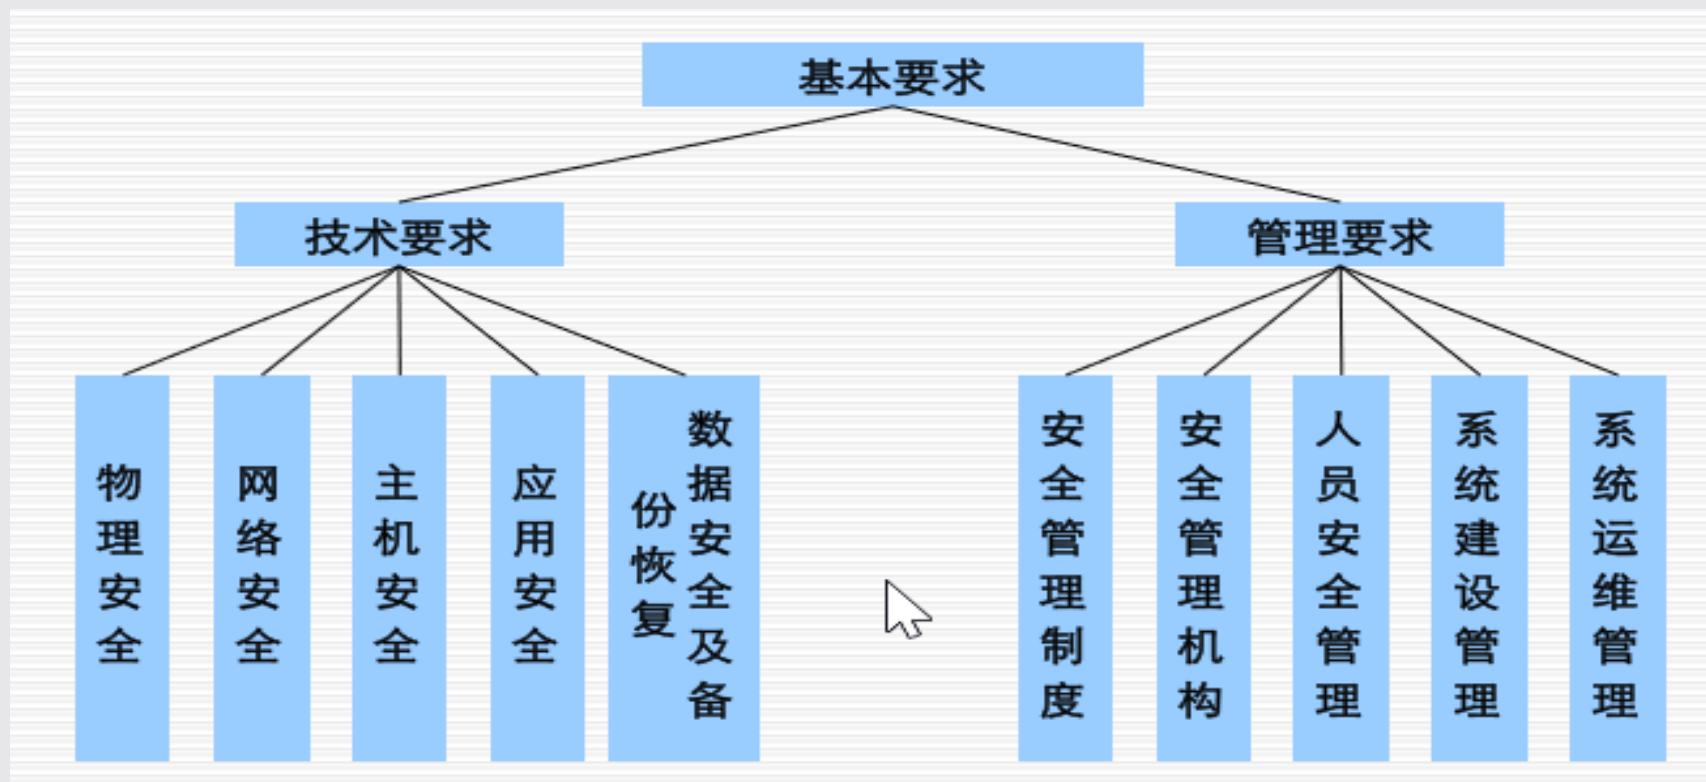 基本要求
技术要求
管理要求
物理安全
网络安全
主机安全
应用安全
数据安全及备
份恢复
安全管理制度
安全管理机构
人员安全管理
系统建设管理
系统运维管理